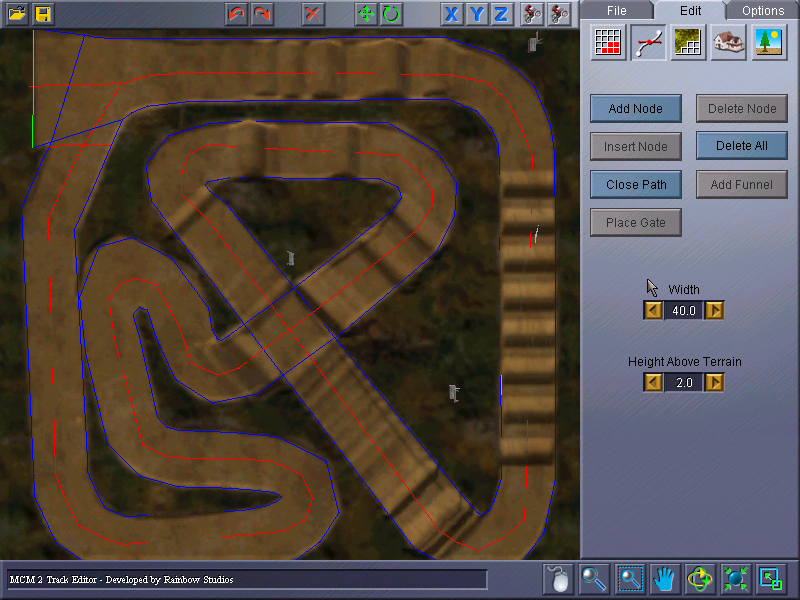 X Y Z
File Edit Options
Add Node Delete Node
Insert Node Delete All
Close Path Add Funnel
Place Gate
Width
40.0
Height Above Terrain
2.0
MCM 2 Track Editor - Developed by Rainbow Studios